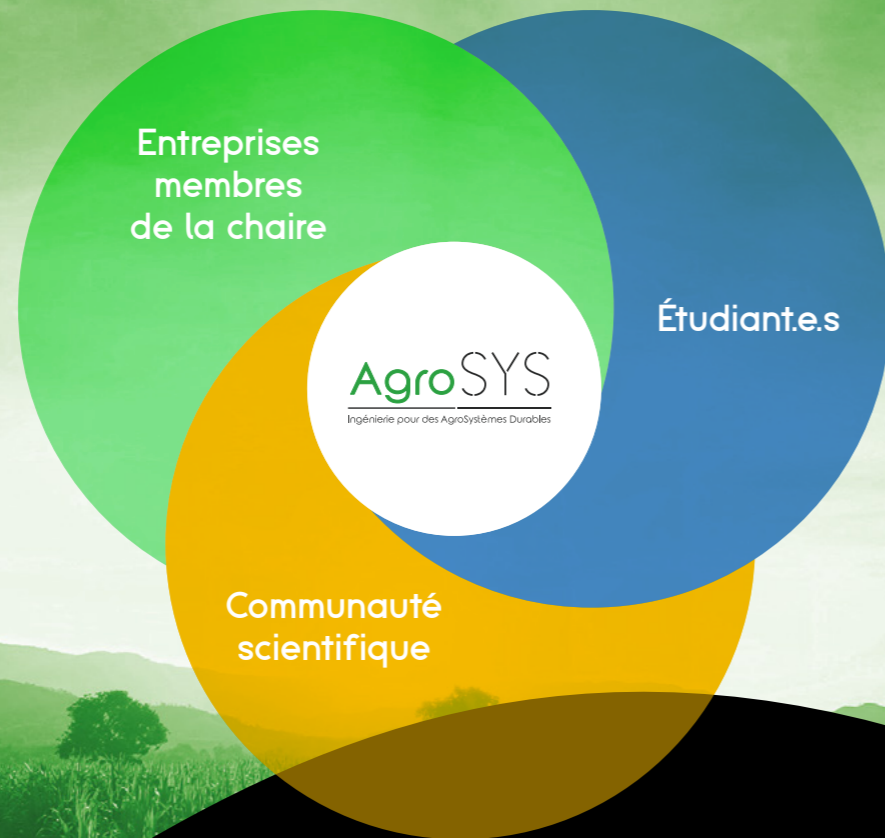 Entreprises
membres
de la chaire
Étudiant.e.s
AgroSYS
Ingénierie pour des AgroSystèmes Durables
Communauté
scientifique